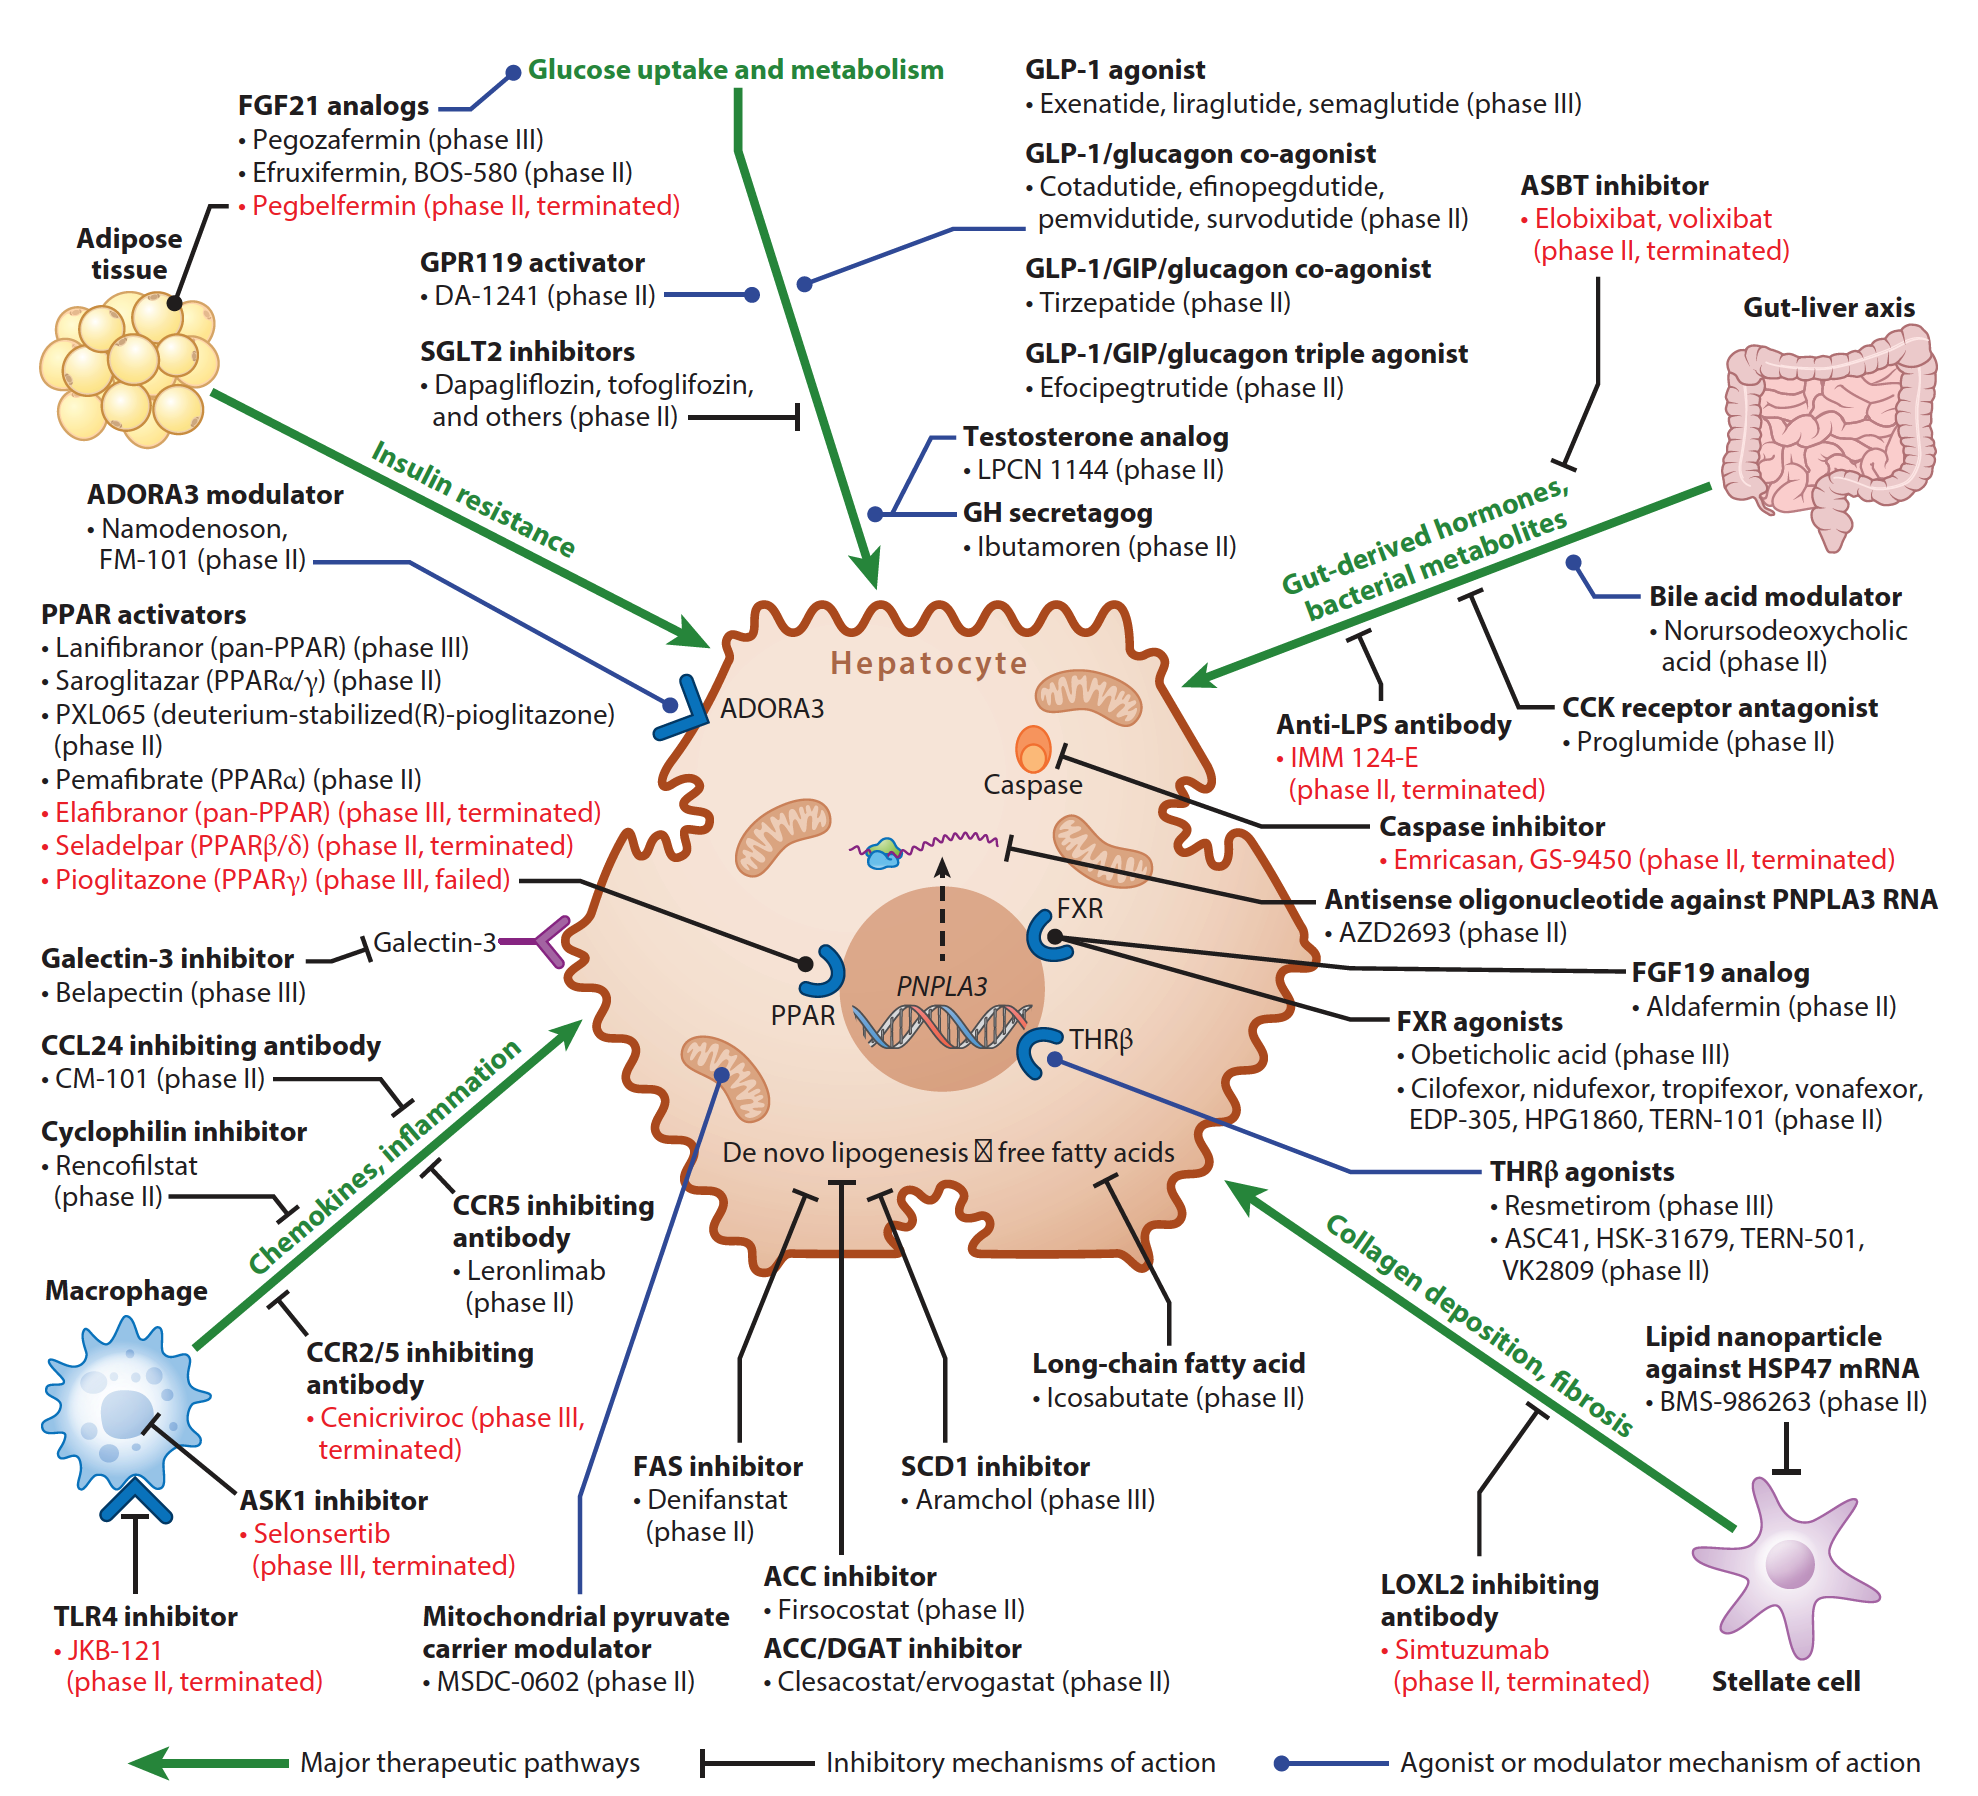 Glucose uptake and metabolism
FGF21 analogs
• Pegozafermin (phase III)
• Efruxifermin, BOS-580 (phase II)
• Pegbelfermin (phase II, terminated)
Adipose
tissue
GPR119 activator
• DA-1241 (phase II)
SGLT2 inhibitors
• Dapagliflozin, tofoglifozin,
and others (phase II)
GLP-1 agonist
• Exenatide, liraglutide, semaglutide (phase III)
GLP-1/glucagon co-agonist
• Cotadutide, efinopegdutide,
pemvidutide, survodutide (phase II)
GLP-1/GIP/glucagon co-agonist
• Tirzepatide (phase II)
GLP-1/GIP/glucagon triple agonist
• Efocipegtrutide (phase II)
Testosterone analog
• LPCN 1144 (phase II)
GH secretagog
• Ibutamoren (phase II)
ASBT inhibitor
• Elobixibat, volixibat
(phase II, terminated)
Gut-liver axis
Insulin resistance
Gut-derived hormones,
bacterial metabolites
ADORA3 modulator
• Namodenoson,
FM-101 (phase II)
PPAR activators
• Lanifibranor (pan-PPAR) (phase III)
• Saroglitazar (PPARα/γ) (phase II)
• PXL065 (deuterium-stabilized(R)-pioglitazone)
(phase II)
• Pemafibrate (PPARα) (phase II)
• Elafibranor (pan-PPAR) (phase III, terminated)
• Seladelpar (PPARβ/δ) (phase II, terminated)
• Pioglitazone (PPARγ) (phase III, failed)
Hepatocyte
ADORA3
Caspase
FXR
PNPLA3
PPAR
THRβ
De novo lipogenesis □ free fatty acids
Bile acid modulator
• Norursodeoxycholic
acid (phase II)
CCK receptor antagonist
• Proglumide (phase II)
Anti-LPS antibody
• IMM 124-E
(phase II, terminated)
Caspase inhibitor
• Emricasan, GS-9450 (phase II, terminated)
Antisense oligonucleotide against PNPLA3 RNA
• AZD2693 (phase II)
FGF19 analog
• Aldafermin (phase II)
FXR agonists
• Obeticholic acid (phase III)
• Cilofexor, nidufexor, tropifexor, vonafexor,
EDP-305, HPG1860, TERN-101 (phase II)
THRβ agonists
• Resmetirom (phase III)
• ASC41, HSK-31679, TERN-501,
VK2809 (phase II)
Galectin-3
Galectin-3 inhibitor
• Belapectin (phase III)
CCL24 inhibiting antibody
• CM-101 (phase II)
Cyclophilin inhibitor
• Rencofilstat
(phase II)
Chemokines, inflammation
CCR5 inhibiting
antibody
• Leronlimab
(phase II)
Macrophage
CCR2/5 inhibiting
antibody
• Cenicriviroc (phase III,
terminated)
ASK1 inhibitor
• Selonsertib
(phase III, terminated)
TLR4 inhibitor
• JKB-121
(phase II, terminated)
Mitochondrial pyruvate
carrier modulator
• MSDC-0602 (phase II)
FAS inhibitor
• Denifanstat
(phase II)
SCD1 inhibitor
• Aramchol (phase III)
ACC inhibitor
• Firsocostat (phase II)
ACC/DGAT inhibitor
• Clesacostat/ervogastat (phase II)
Long-chain fatty acid
• Icosabutate (phase II)
Collagen deposition, fibrosis
Lipid nanoparticle
against HSP47 mRNA
• BMS-986263 (phase II)
LOXL2 inhibiting
antibody
• Simtuzumab
(phase II, terminated)
Stellate cell
Major therapeutic pathways
Inhibitory mechanisms of action
Agonist or modulator mechanism of action